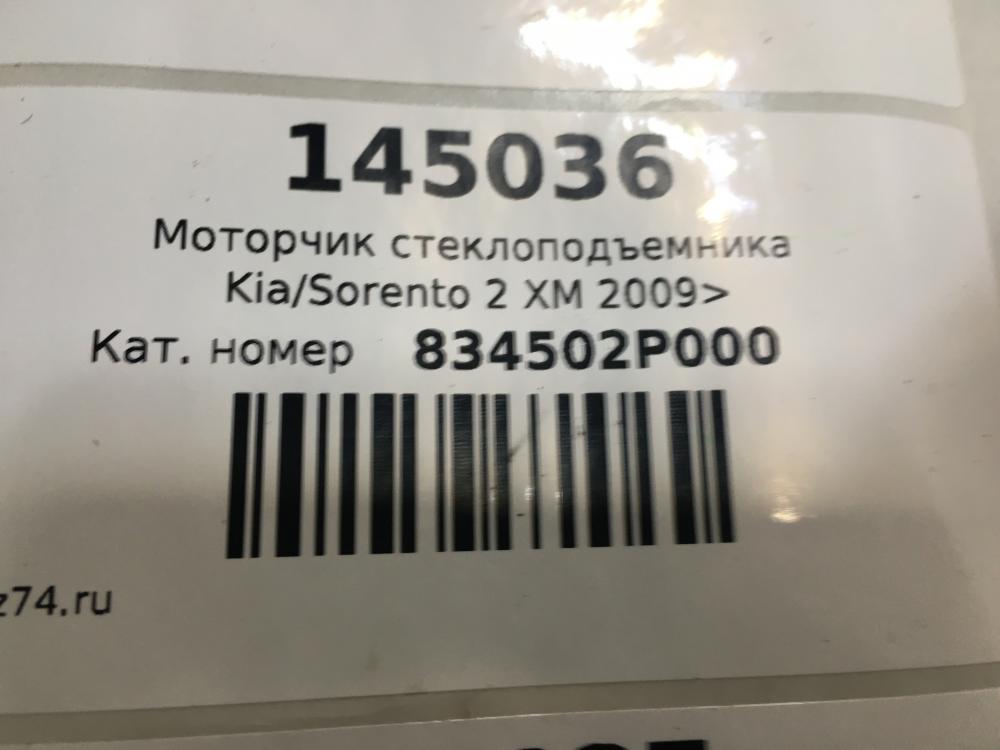 145036
Моторчик стеклоподъемника
Kia/Sorento 2 XM 2009>
Кат. номер 834502P000
z74.ru